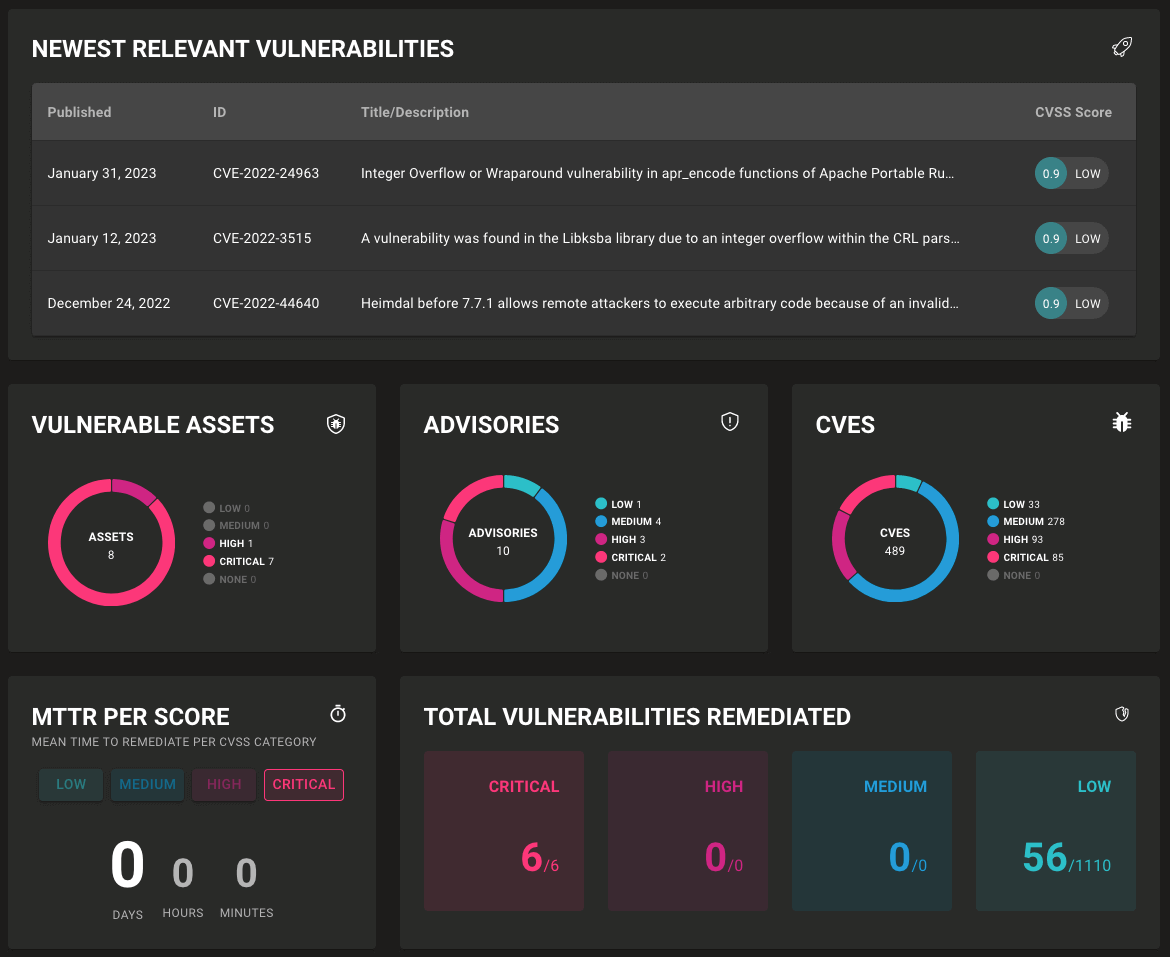 NEWEST RELEVANT VULNERABILITIES
Published ID Title/Description CVSS Score
January 31, 2023 CVE-2022-24963 Integer Overflow or Wraparound vulnerability in apr_encode functions of Apache Portable Ru... 0.9 LOW
January 12, 2023 CVE-2022-3515 A vulnerability was found in the Libksba library due to an integer overflow within the CRL pars... 0.9 LOW
December 24, 2022 CVE-2022-44640 Heimdal before 7.7.1 allows remote attackers to execute arbitrary code because of an invalid... 0.9 LOW
VULNERABLE ASSETS
ASSETS
8
LOW 0
MEDIUM 0
HIGH 1
CRITICAL 7
NONE 0
ADVISORIES
ADVISORIES
10
LOW 1
MEDIUM 4
HIGH 3
CRITICAL 2
NONE 0
CVES
CVES
489
LOW 33
MEDIUM 278
HIGH 93
CRITICAL 85
NONE 0
MTTR PER SCORE
MEAN TIME TO REMEDIATE PER CVSS CATEGORY
LOW MEDIUM HIGH CRITICAL
0 0 0
DAYS HOURS MINUTES
TOTAL VULNERABILITIES REMEDIATED
CRITICAL
6/6
HIGH
0/0
MEDIUM
0/0
LOW
56/1110